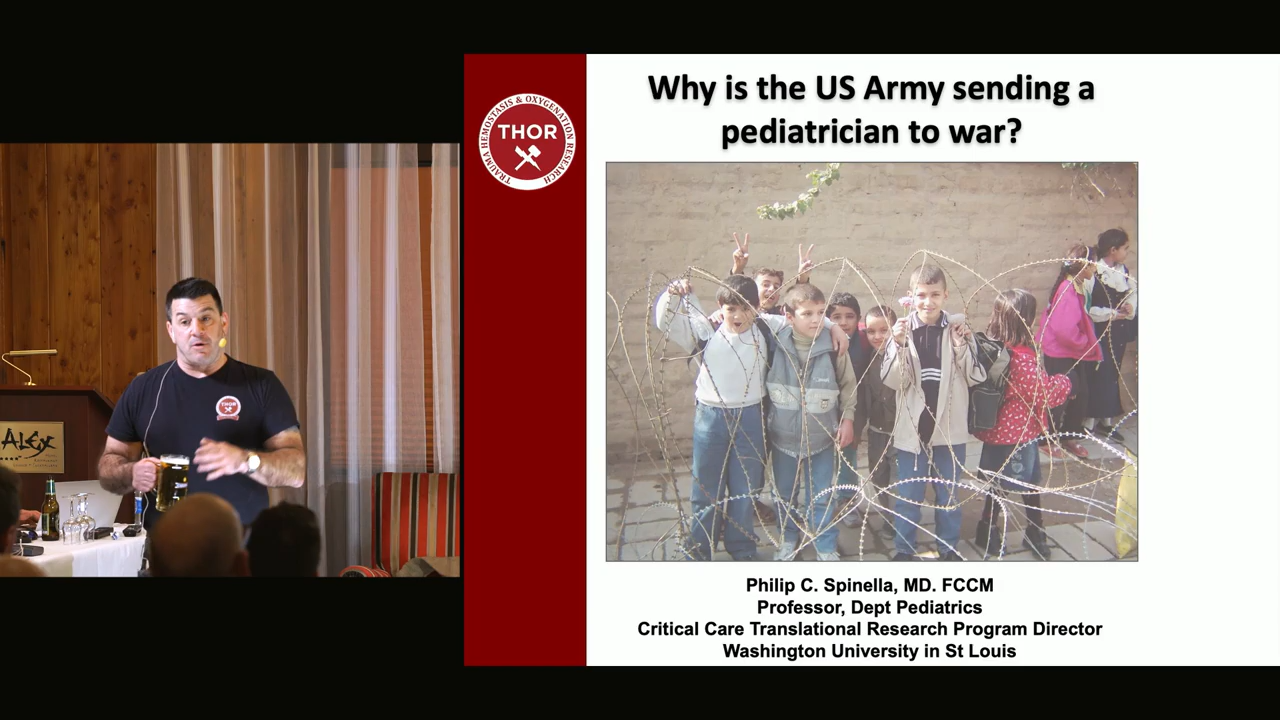 Why is the US Army sending a
pediatrician to war?
TRAUMA HEMOSTASIS & OXYGENATION RESEARCH
THOR
Philip C. Spinella, MD. FCCM
Professor, Dept Pediatrics
Critical Care Translational Research Program Director
Washington University in St Louis
THOR
ALEX